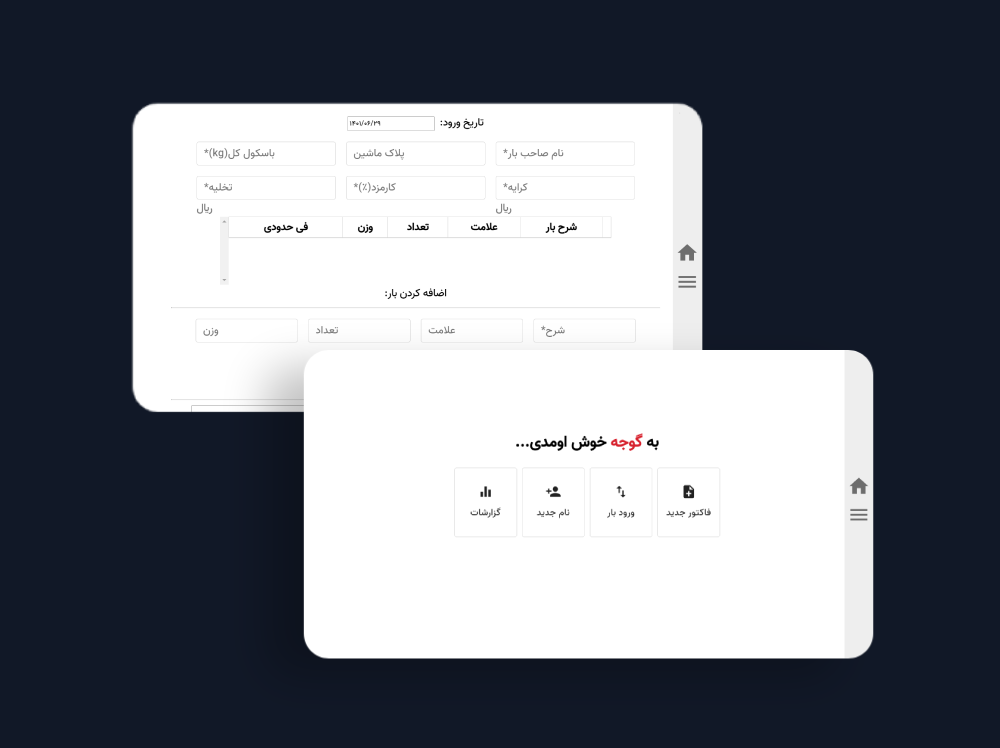 تاریخ ورود: ۱۴۰۱/۰۶/۲۹
نام صاحب بار* پلاک ماشین باسکول کل(kg)*
کرایه* کارمزد(٪)* تخلیه*
ریال ریال
شرح بار علامت تعداد وزن فی حدودی
اضافه کردن بار:
شرح* علامت تعداد وزن
به گوجه خوش اومدی...
فاکتور جدید ورود بار نام جدید گزارشات